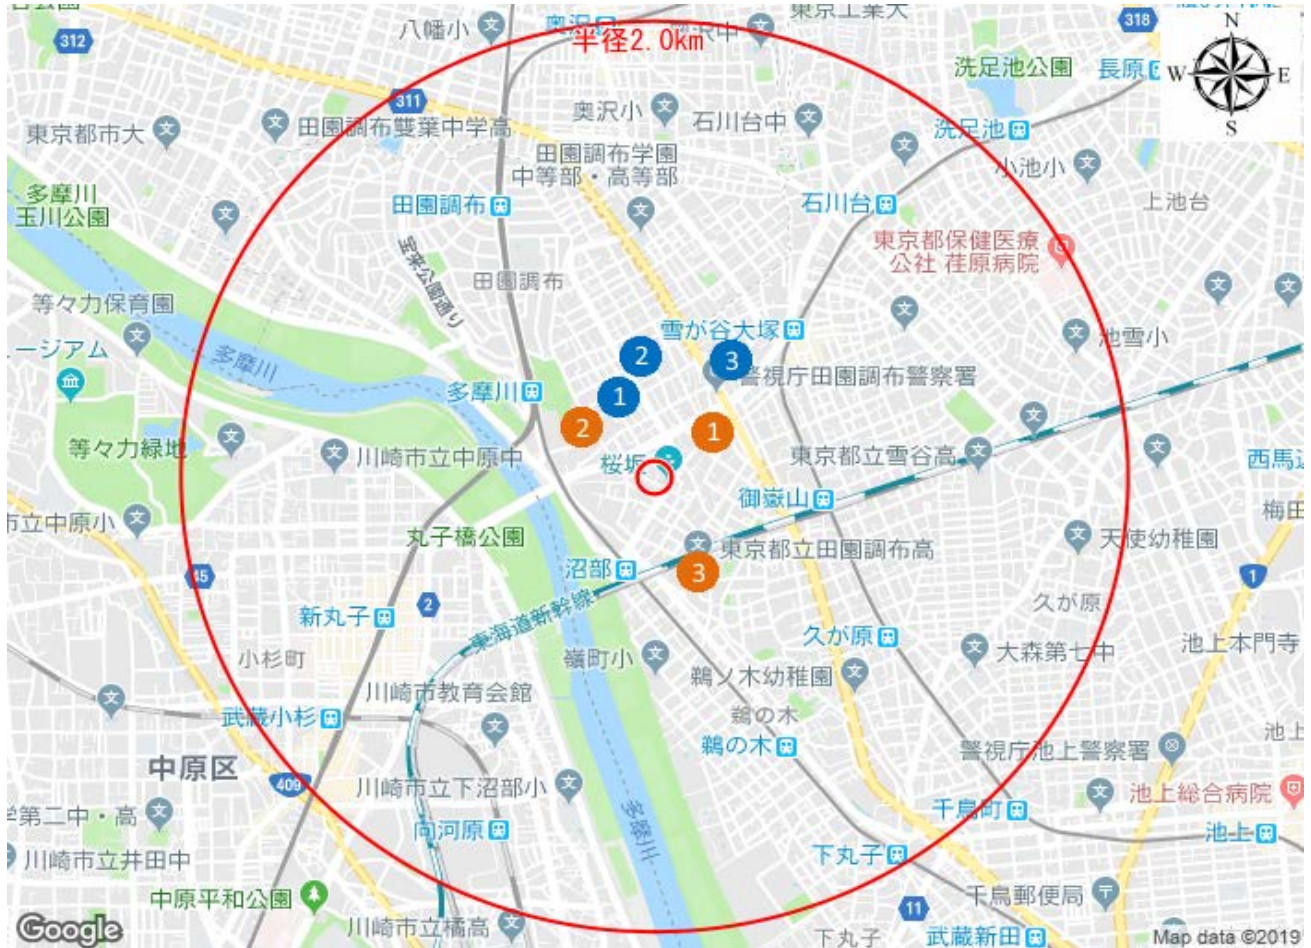 八幡小
奥沢
奥沢中
東京工業大
318
N
W
E
S
312
半径2.0km
洗足池公園
長原
311
東京都市大
田園調布雙葉中学高
奥沢小
石川台中
洗足池
田園調布学園
中等部・高等部
小池小
多摩川
玉川公園
田園調布
石川台
上池台
東京都保健医療
公社 荏原病院
宝来公園通り
田園調布
等々力保育園
雪が谷大塚
池雪小
ージアム
多摩川
2
3
警視庁田園調布警察署
多摩川
1
2
1
等々力緑地
川崎市立中原中
桜坂
東京都立雪谷高
西馬込
御嶽山
市立中原小
丸子橋公園
梅田
東京都立田園調布高
天使幼稚園
沼部
3
45
2
新丸子
東海道新幹線
1
久が原
久が原
小杉町
嶺町小
大森第七中
池上本門寺
鵜ノ木幼稚園
川崎市教育会館
鵜の木
武蔵小杉
鵜の木
池上
警視庁池上警察署
中原区
409
川崎市立下沼部小
池上総合病院
学第二中・高
千鳥町
多摩川
向河原
池上
川崎市立井田中
下丸子
千鳥郵便局
中原平和公園
11
川崎市立橘高
Google
下丸子
武蔵新田
Map data ©2019